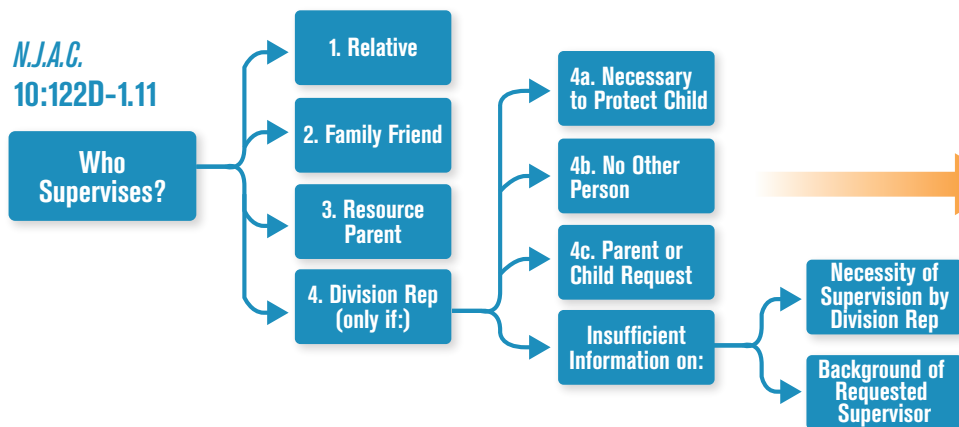 N.J.A.C.
10:122D-1.11
Who
Supervises?
1. Relative
2. Family Friend
3. Resource
Parent
4. Division Rep
(only if:)
4a. Necessary
to Protect Child
4b. No Other
Person
4c. Parent or
Child Request
Insufficient
Information on:
Necessity of
Supervision by
Division Rep
Background of
Requested
Supervisor